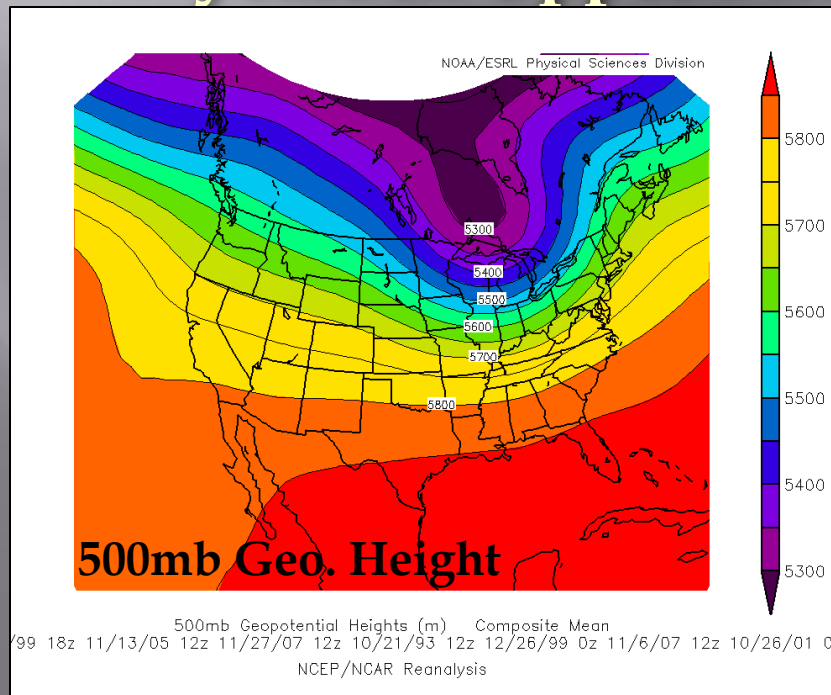 NOAA/ESRL Physical Sciences Division
5800
5700
5600
5500
5400
5300
5300
5400
5500
5600
5700
5800
500mb Geo. Height
500mb Geopotential Heights (m) Composite Mean
/99 18z 11/13/05 12z 11/27/07 12z 10/21/93 12z 12/26/99 0z 11/6/07 12z 10/26/01 0
NCEP/NCAR Reanalysis